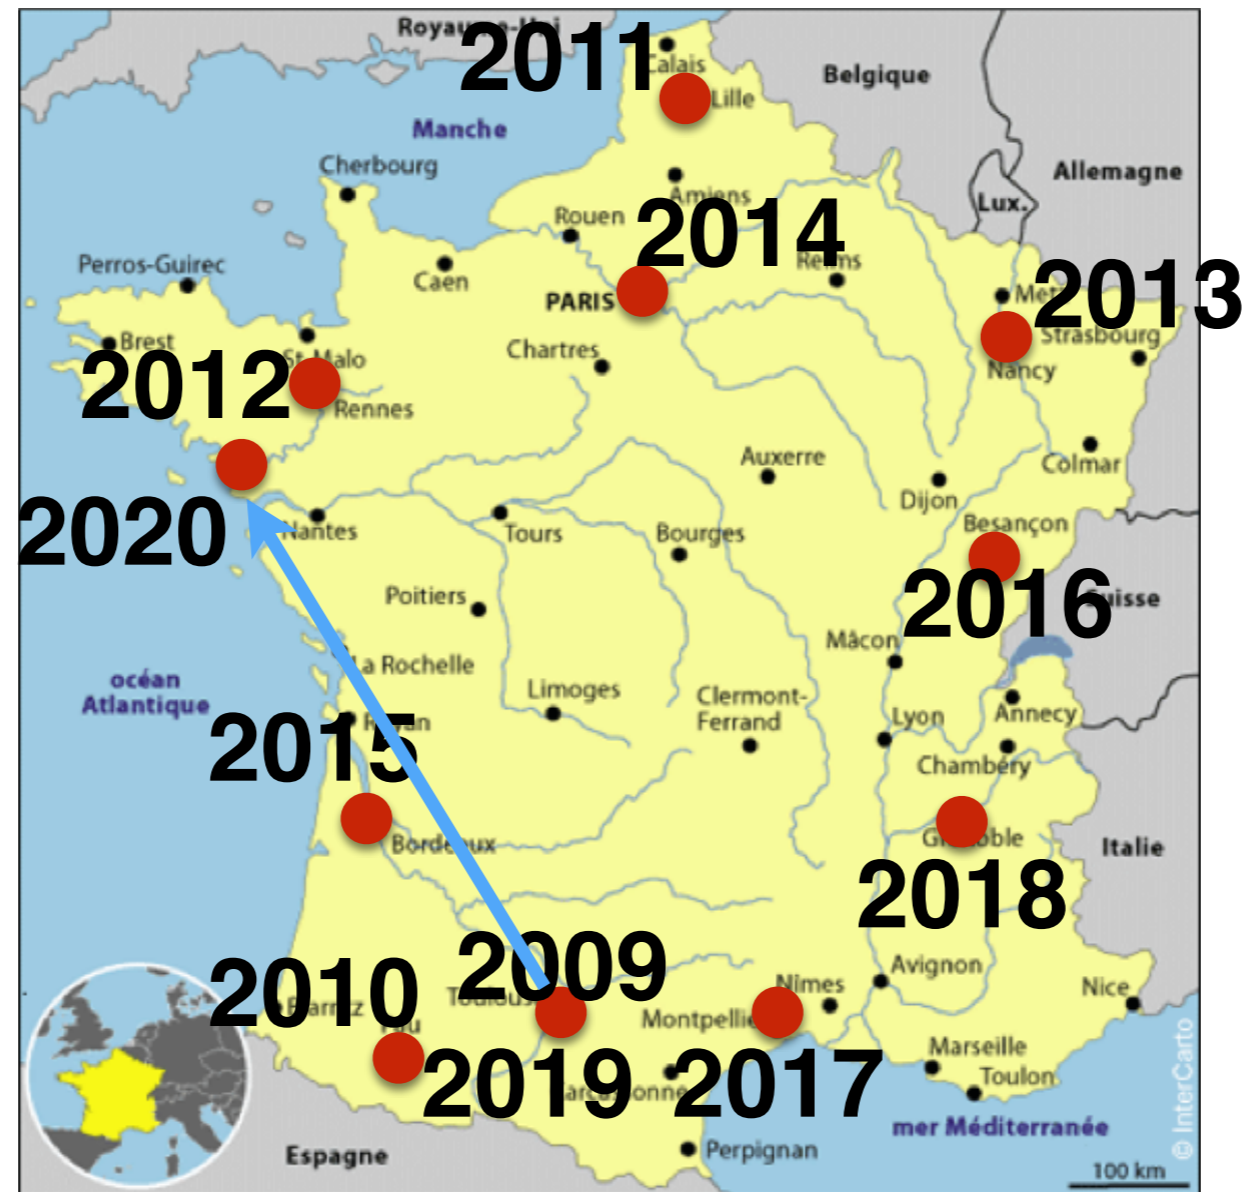 2011
Calais
Lille
Belgique
Manche
Cherbourg
Allemagne
Amiens
Lux.
Rouen
2014
Perros-Guirec
Caen
Reims
PARIS
2013
Brest
Strasbourg
Chartres
Nancy
2012
Rennes
Auxerre
Colmar
Dijon
2020
Nantes
Tours
Bourges
Besançon
2016
Poitiers
Mâcon
La Rochelle
océan
Atlantique
Limoges
Clermont-
Ferrand
Lyon
Annecy
2015
Chambéry
Bordeaux
Italie
2018
2009
Avignon
2010
Nîmes
Nice
Marseille
2019
2017
Toulon
mer Méditerranée
Espagne
Perpignan
100 km
© InterCarto